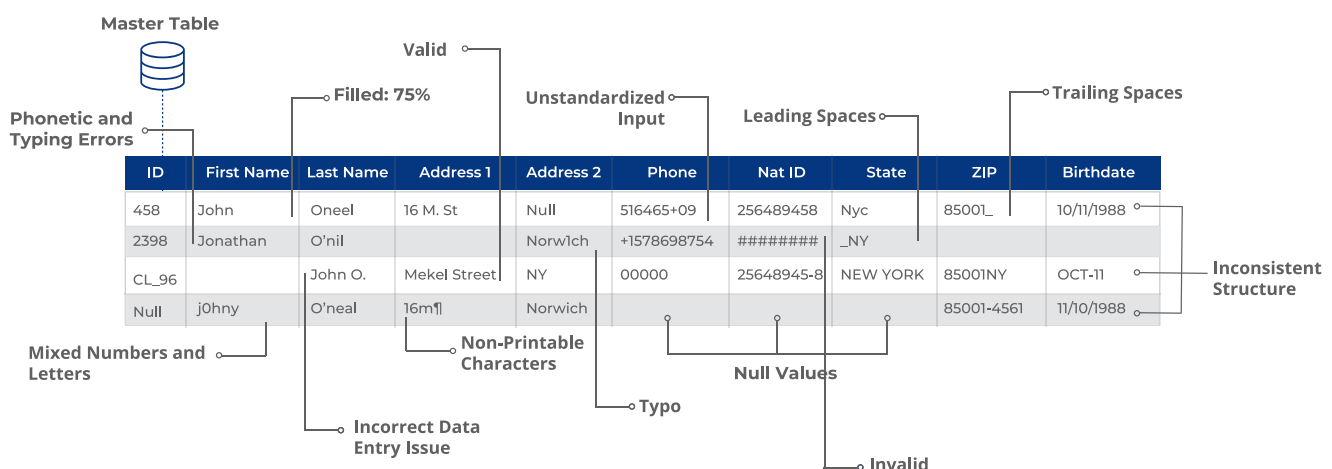 Master Table
Valid
Filled: 75%
Unstandardized
Input
Trailing Spaces
Leading Spaces
Phonetic and
Typing Errors
ID First Name Last Name Address 1 Address 2 Phone Nat ID State ZIP Birthdate
458 John Oneel 16 M. St Null 516465+09 256489458 Nyc 85001_ 10/11/1988
2398 Jonathan O’nil Norw1ch +1578698754 ######## _NY
CL_96 John O. Mekel Street NY 00000 25648945-8 NEW YORK 85001NY OCT-11
Null j0hny O’neal 16m¶ Norwich 85001-4561 11/10/1988
Inconsistent
Structure
Mixed Numbers and
Letters
Non-Printable
Characters
Null Values
Typo
Incorrect Data
Entry Issue
Invalid